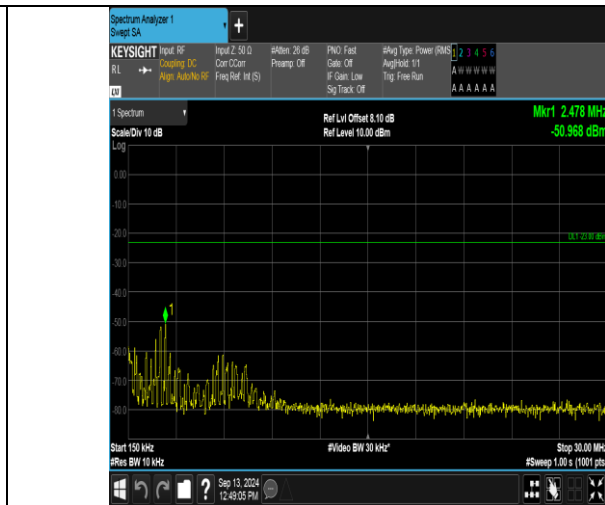 Spectrum Analyzer 1
Swept SA
+
KEYSIGHT
RL
Input: RF
Coupling: DC
Align: Auto/No RF
Input Z: 50 Ω
Corr CCorr
Freq Ref: Int (S)
#Atten: 26 dB
Preamp: Off
PNO: Fast
Gate: Off
IF Gain: Low
Sig Track: Off
#Avg Type: Power (RMS
Avg|Hold: 1/1
Trig: Free Run
1 2 3 4 5 6
A W W W W W
A A A A A A
1 Spectrum
Scale/Div 10 dB
Log
Ref Lvl Offset 8.10 dB
Ref Level 10.00 dBm
Mkr1 2.478 MHz
-50.968 dBm
0.00
-10.0
-20.0
-30.0
-40.0
-50.0
-60.0
-70.0
-80.0
1
Start 150 kHz
#Res BW 10 kHz
#Video BW 30 kHz*
Stop 30.00 MHz
#Sweep 1.00 s (1001 pts
?
Sep 13, 2024
12:49:05 PM